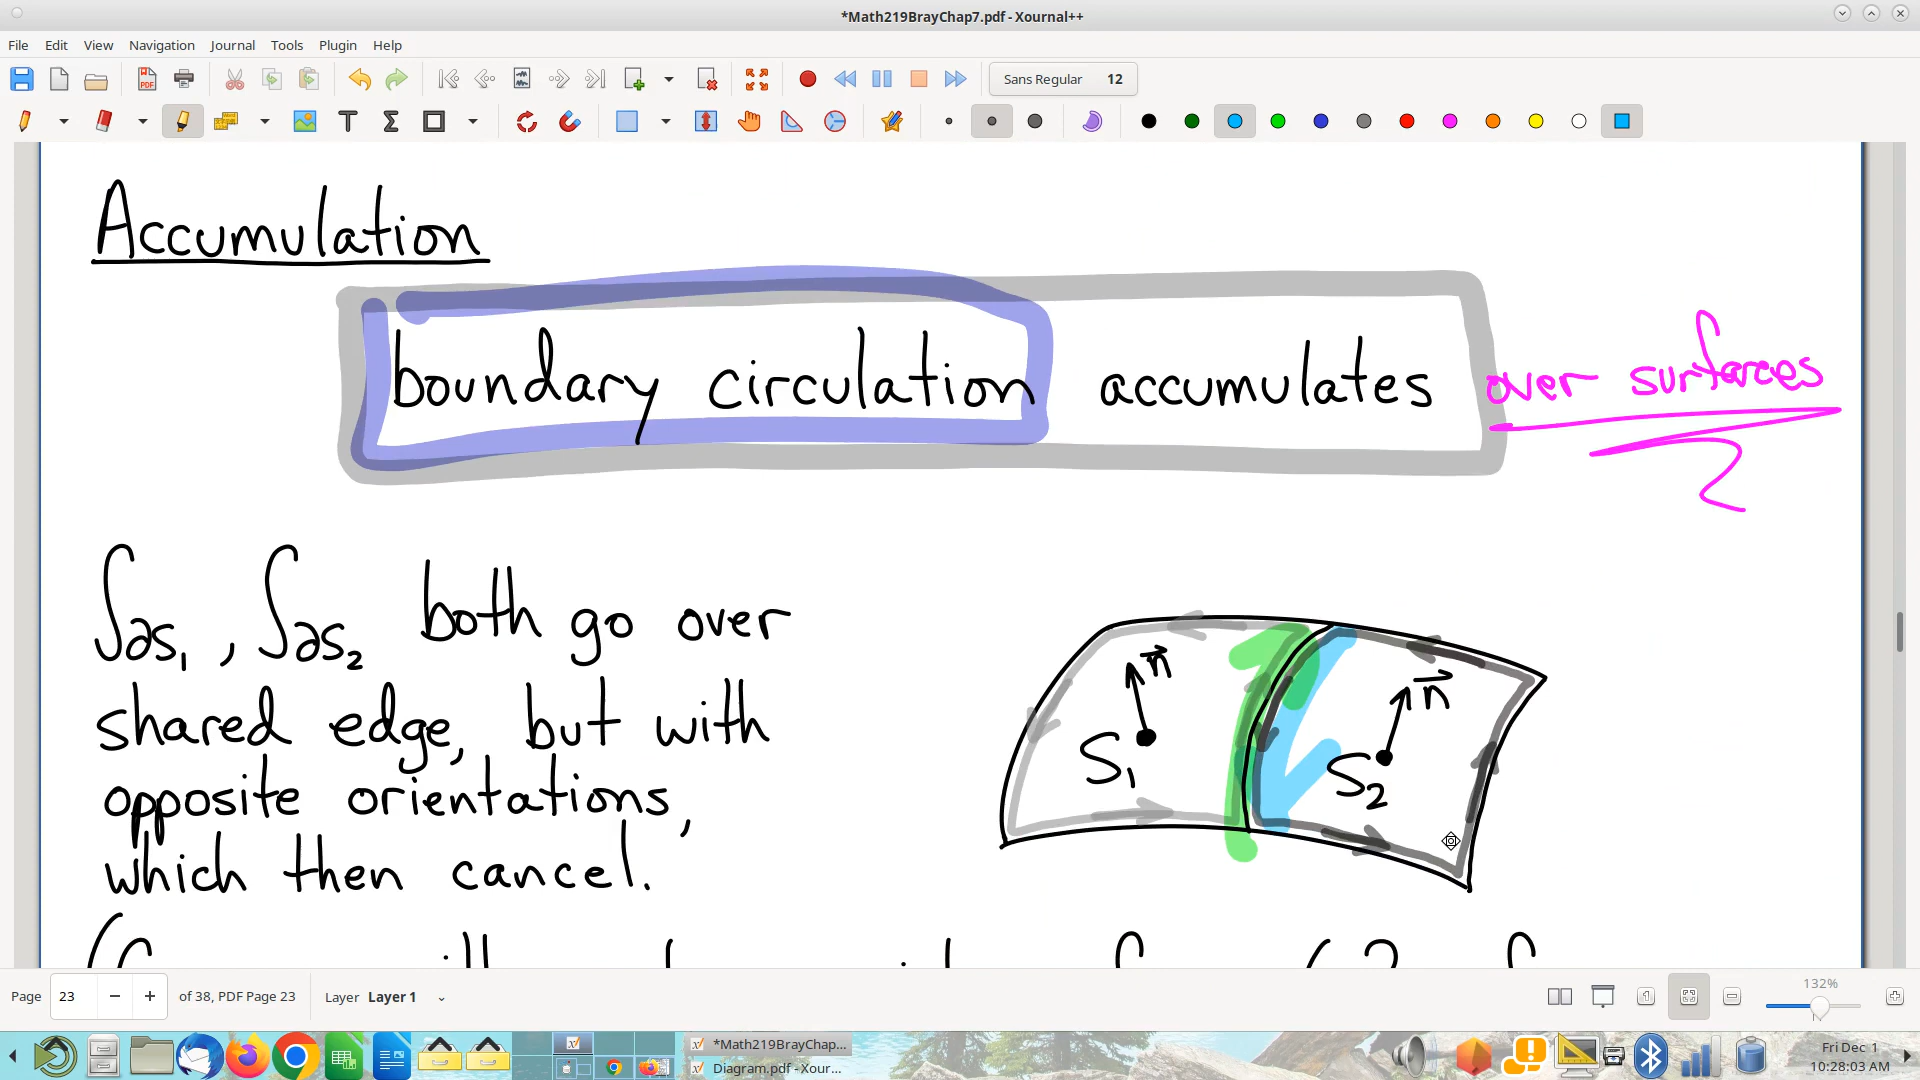 *Math219BrayChap7.pdf - Xournal++
File Edit View Navigation Journal Tools Plugin Help
Sans Regular 12
Accumulation
boundary circulation accumulates over surfaces
∫∂S₁ , ∫∂S₂ both go over
shared edge, but with
opposite orientations,
which then cancel.
n⃗
n⃗
S₁
S₂
Page 23 of 38, PDF Page 23 Layer Layer 1
132%
*Math219BrayChap...
Diagram.pdf - Xour...
Fri Dec 1
10:28:03 AM